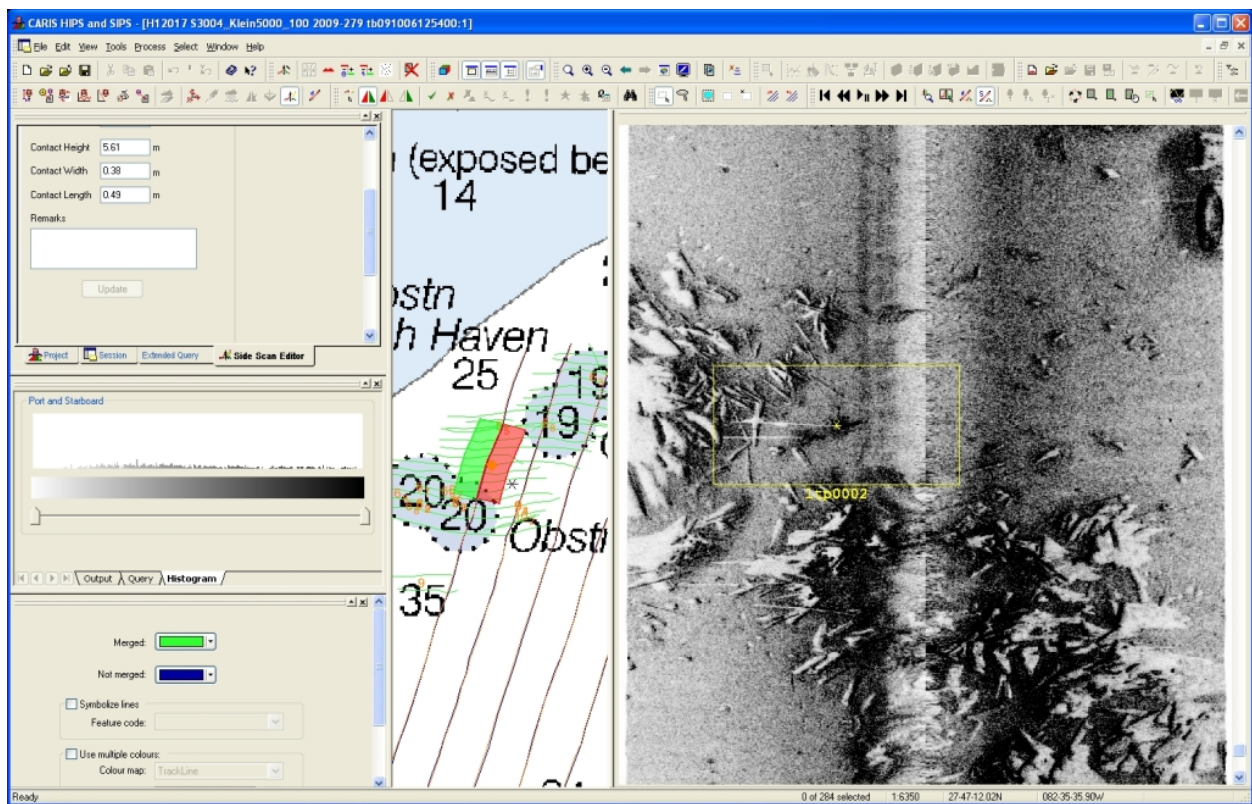 CARIS HIPS and SIPS - [H12017 S3004_Klein5000_100 2009-279 tb091006125400:1]
File Edit View Tools Process Select Window Help
Contact Height 5.61 m
Contact Width 0.38 m
Contact Length 0.49 m
Remarks
Update
Project Session Extended Query Side Scan Editor
Port and Starboard
Output Query Histogram
Merged:
Not merged:
Symbolize lines
Feature code:
Use multiple colours:
Colour map: TrackLine
(exposed be
14
ostn
h Haven
25
19
19
20
20
Obstn
35
Ready
0 of 284 selected 1:6350 27-47-12.02N 082-35-35.90W